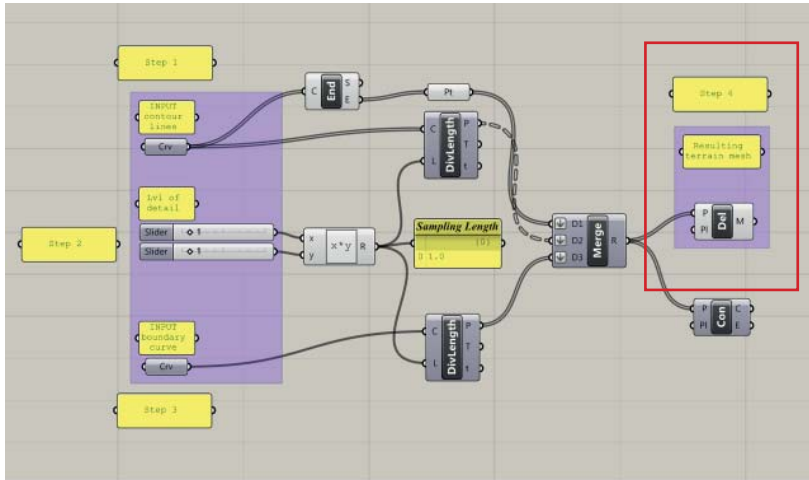 Step 1
INPUT
contour
lines
Crv
C
End
S
E
Pt
C
L
DivLength
P
T
t
Step 4
Resulting
terrain mesh
Lvl of
detail
Slider
1
Slider
1
Step 2
x
y
x*y
R
Sampling Length
{0}
0 1.0
D1
D2
D3
Merge
R
P
Pl
Del
M
P
Pl
Con
C
E
INPUT
boundary
curve
Crv
C
L
DivLength
P
T
t
Step 3